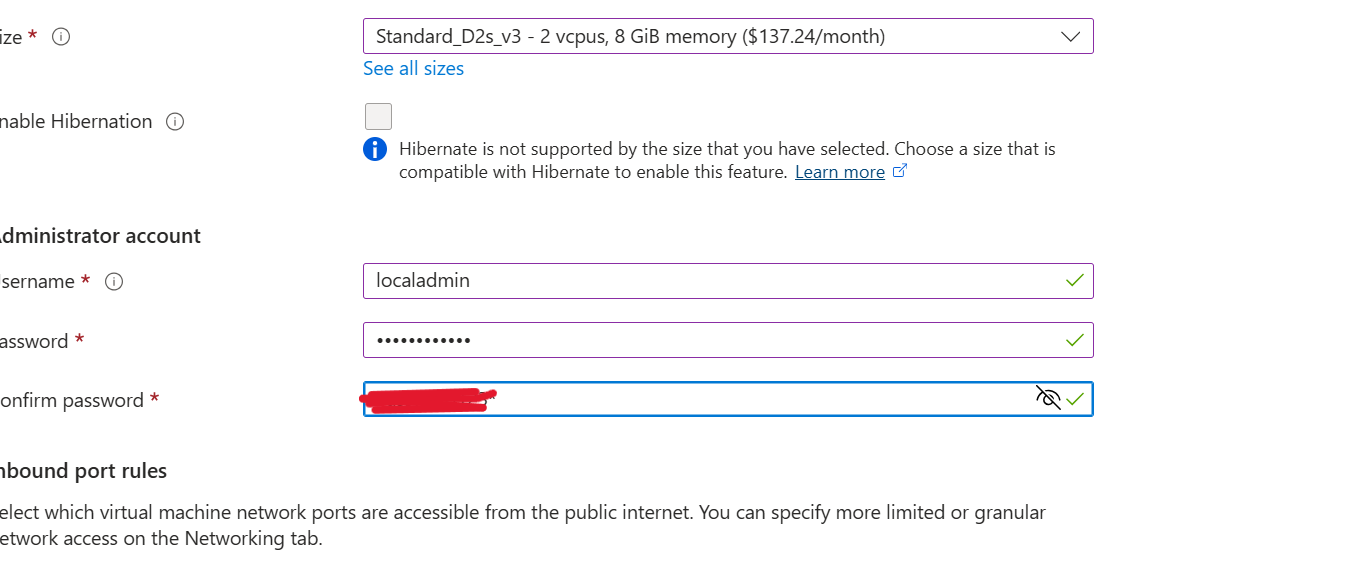 ize *
Standard_D2s_v3 - 2 vcpus, 8 GiB memory ($137.24/month)
See all sizes
nable Hibernation
Hibernate is not supported by the size that you have selected. Choose a size that is
compatible with Hibernate to enable this feature. Learn more
dministrator account
sername *
localadmin
assword *
••••••••••••
onfirm password *
nbound port rules
elect which virtual machine network ports are accessible from the public internet. You can specify more limited or granular
etwork access on the Networking tab.